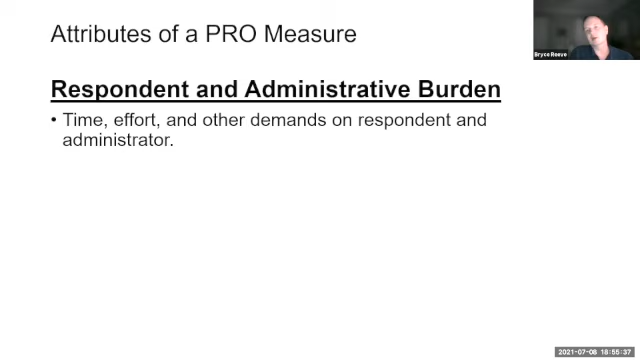 Attributes of a PRO Measure
Bryce Reeve
Respondent and Administrative Burden
• Time, effort, and other demands on respondent and
administrator.
2021-07-08 18:55:37